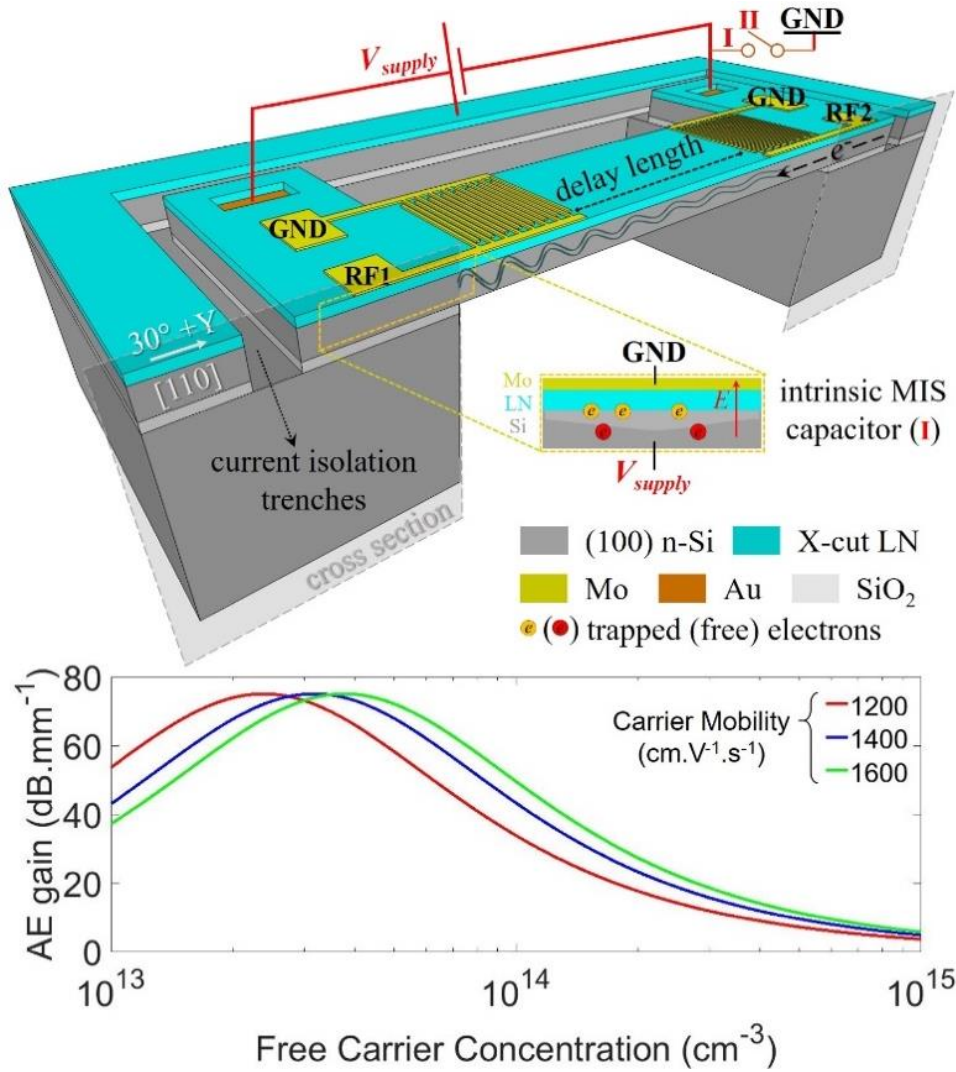 V_supply
I
II
GND
GND
RF2
e⁻
delay length
GND
RF1
30° +Y
[110]
current isolation
trenches
cross section
GND
Mo
LN
Si
e e e
e e
E
V_supply
intrinsic MIS
capacitor (I)
(100) n-Si
X-cut LN
Mo
Au
SiO₂
e (e) trapped (free) electrons
AE gain (dB.mm⁻¹)
80
60
40
20
0
Carrier Mobility
(cm.V⁻¹.s⁻¹)
1200
1400
1600
10¹³
10¹⁴
10¹⁵
Free Carrier Concentration (cm⁻³)